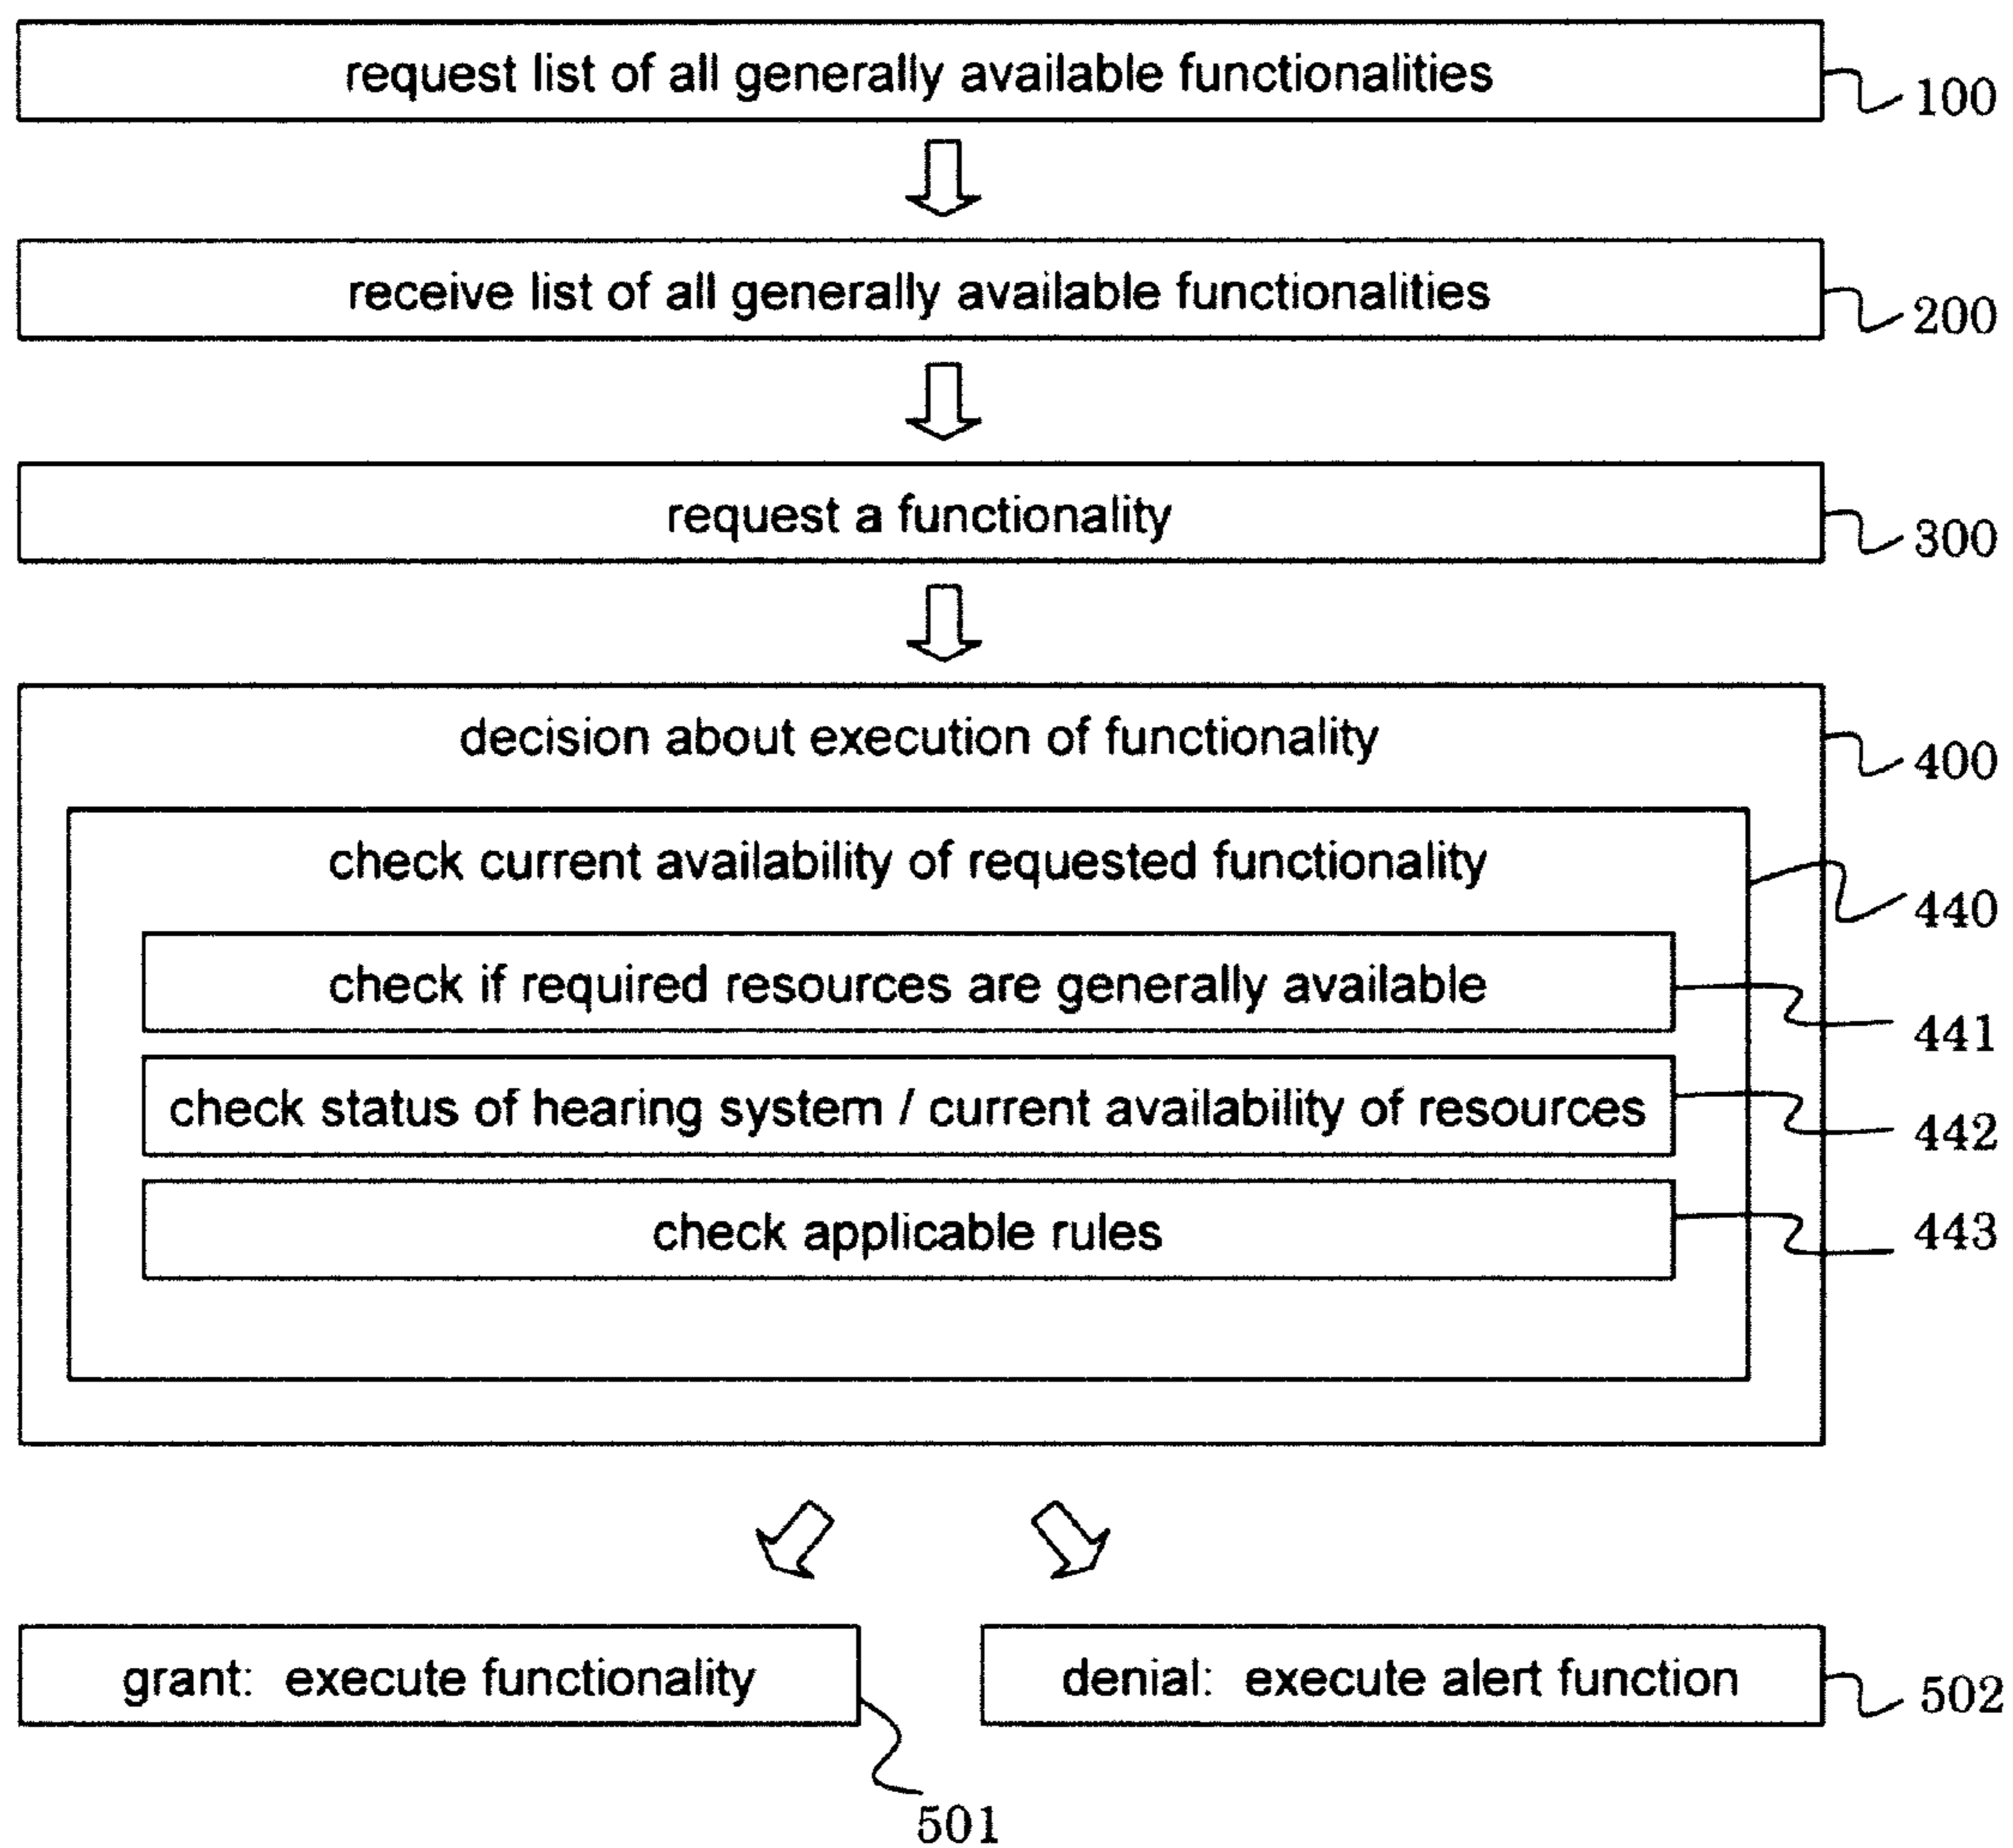 request list of all generally available functionalities
100
receive list of all generally available functionalities
200
request a functionality
300
decision about execution of functionality
400
check current availability of requested functionality
440
check if required resources are generally available
441
check status of hearing system / current availability of resources
442
check applicable rules
443
grant: execute functionality
501
denial: execute alert function
502